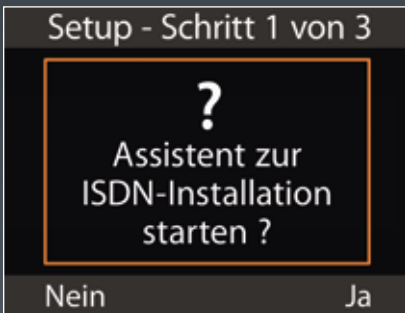 Setup - Schritt 1 von 3
?
Assistent zur
ISDN-Installation
starten ?
Nein Ja